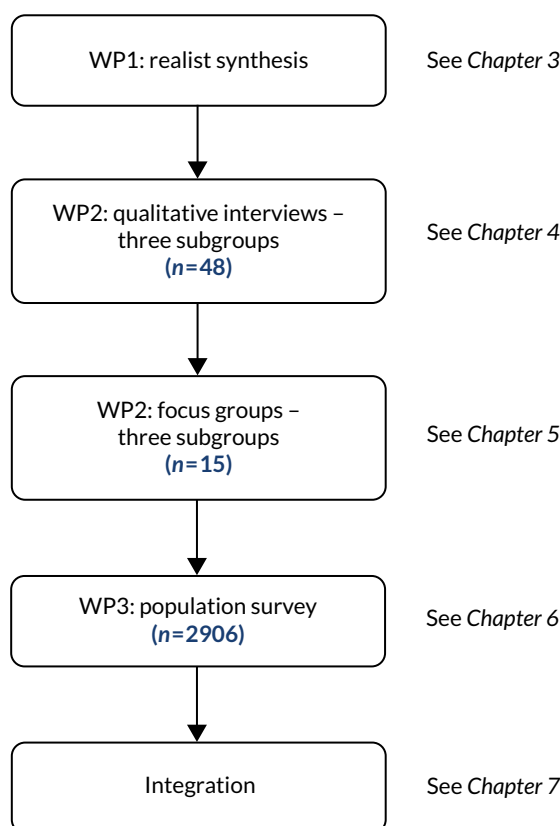 WP1: realist synthesis
See Chapter 3
WP2: qualitative interviews –
three subgroups
(n=48)
See Chapter 4
WP2: focus groups –
three subgroups
(n=15)
See Chapter 5
WP3: population survey
(n=2906)
See Chapter 6
Integration
See Chapter 7